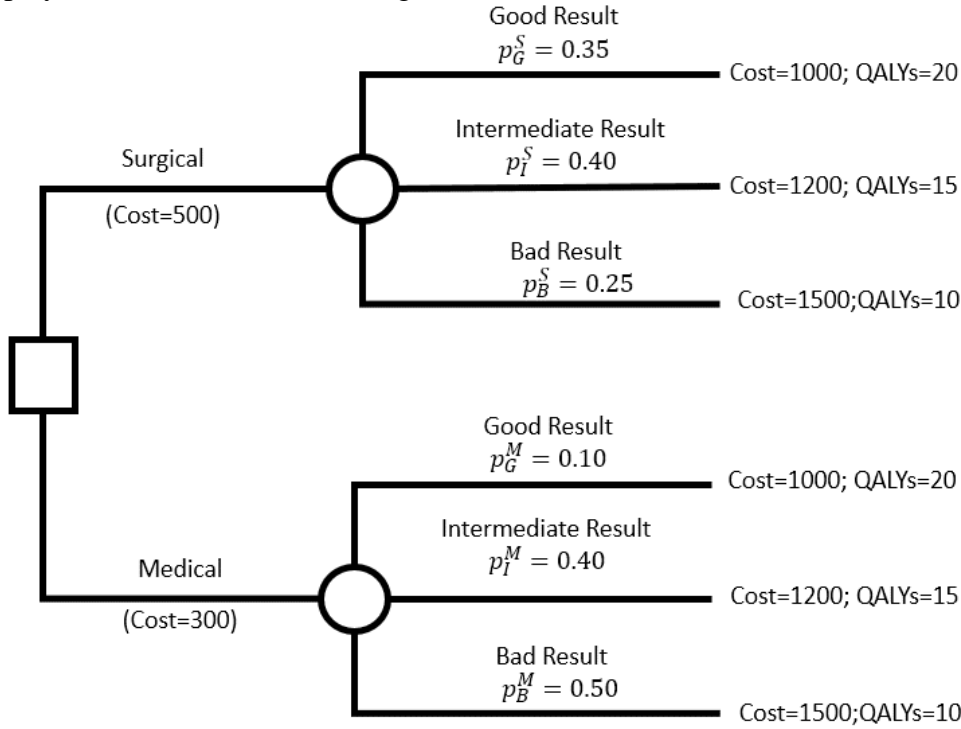 Good Result
p_G^S = 0.35
Cost=1000; QALYs=20
Intermediate Result
p_I^S = 0.40
Cost=1200; QALYs=15
Surgical
(Cost=500)
Bad Result
p_B^S = 0.25
Cost=1500;QALYs=10
Good Result
p_G^M = 0.10
Cost=1000; QALYs=20
Intermediate Result
p_I^M = 0.40
Cost=1200; QALYs=15
Medical
(Cost=300)
Bad Result
p_B^M = 0.50
Cost=1500;QALYs=10